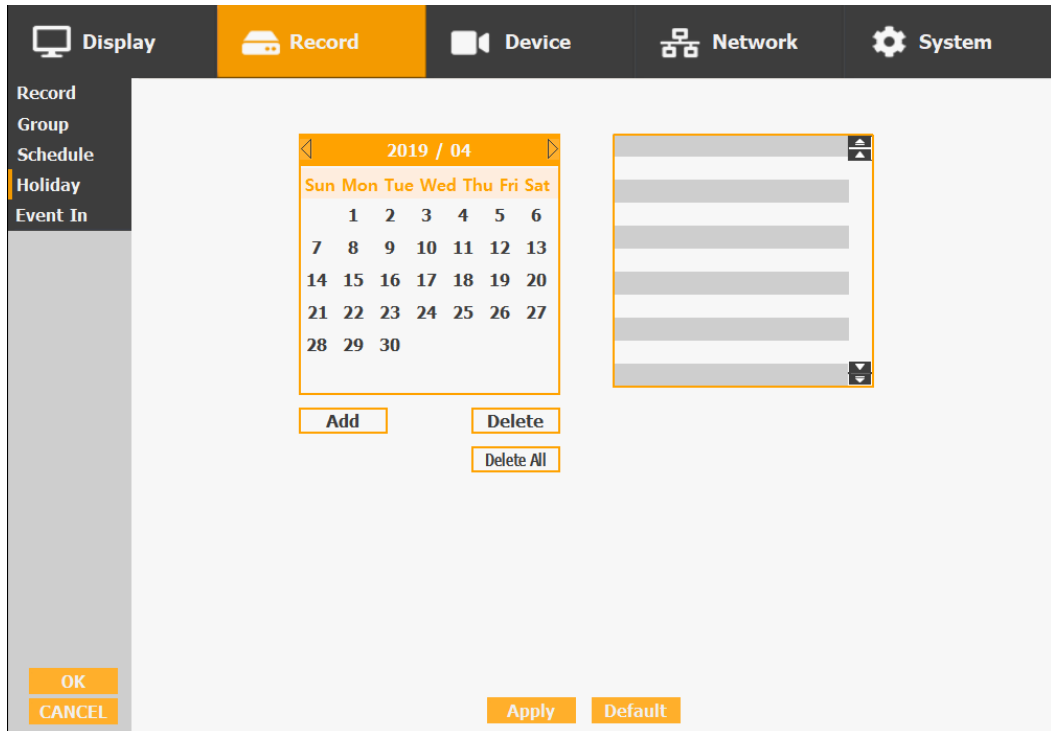 Display Record Device Network System
Record
Group
Schedule
Holiday
Event In
2019 / 04
Sun Mon Tue Wed Thu Fri Sat
1 2 3 4 5 6
7 8 9 10 11 12 13
14 15 16 17 18 19 20
21 22 23 24 25 26 27
28 29 30
Add Delete
Delete All
OK
CANCEL
Apply Default